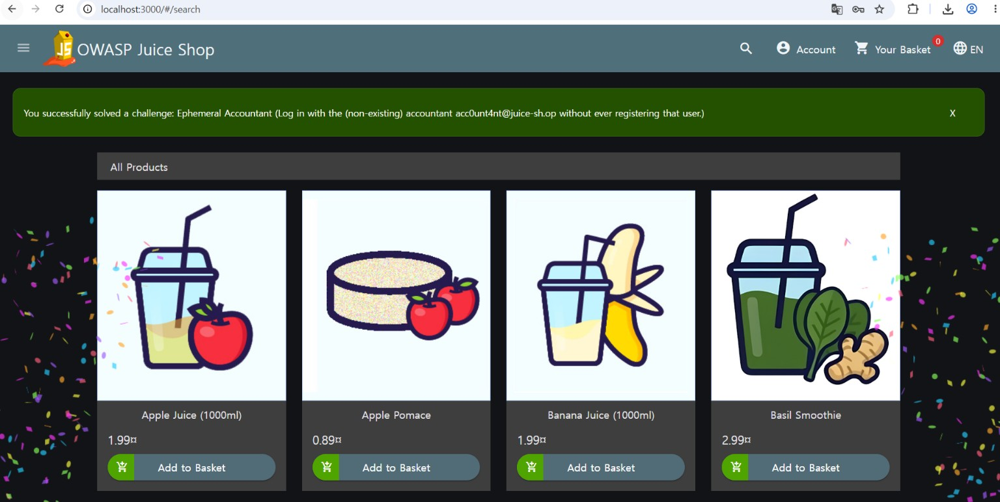 localhost:3000/#/search
JS OWASP Juice Shop Account Your Basket 0 EN
You successfully solved a challenge: Ephemeral Accountant (Log in with the (non-existing) accountant acc0unt4nt@juice-sh.op without ever registering that user.) X
All Products
Apple Juice (1000ml) Apple Pomace Banana Juice (1000ml) Basil Smoothie
1.99¤ 0.89¤ 1.99¤ 2.99¤
Add to Basket Add to Basket Add to Basket Add to Basket